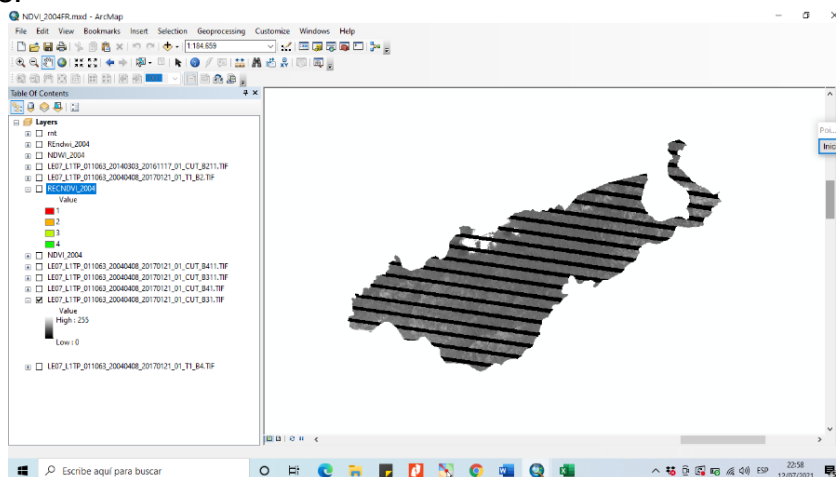 NDVI_2004FR.mxd - ArcMap
File Edit View Bookmarks Insert Selection Geoprocessing Customize Windows Help
1:184.659
Table Of Contents
Layers
rnt
REndwi_2004
NDWI_2004
LE07_L1TP_011063_20140303_20161117_01_CUT_B211.TIF
LE07_L1TP_011063_20040408_20170121_01_T1_B2.TIF
RECNDVI_2004
Value
1
2
3
4
NDVI_2004
LE07_L1TP_011063_20040408_20170121_01_CUT_B411.TIF
LE07_L1TP_011063_20040408_20170121_01_CUT_B311.TIF
LE07_L1TP_011063_20040408_20170121_01_CUT_B41.TIF
LE07_L1TP_011063_20040408_20170121_01_CUT_B31.TIF
Value
High : 255
Low : 0
LE07_L1TP_011063_20040408_20170121_01_T1_B4.TIF
Poi...
Inic
Escribe aquí para buscar
ESP
22:58
12/07/2021